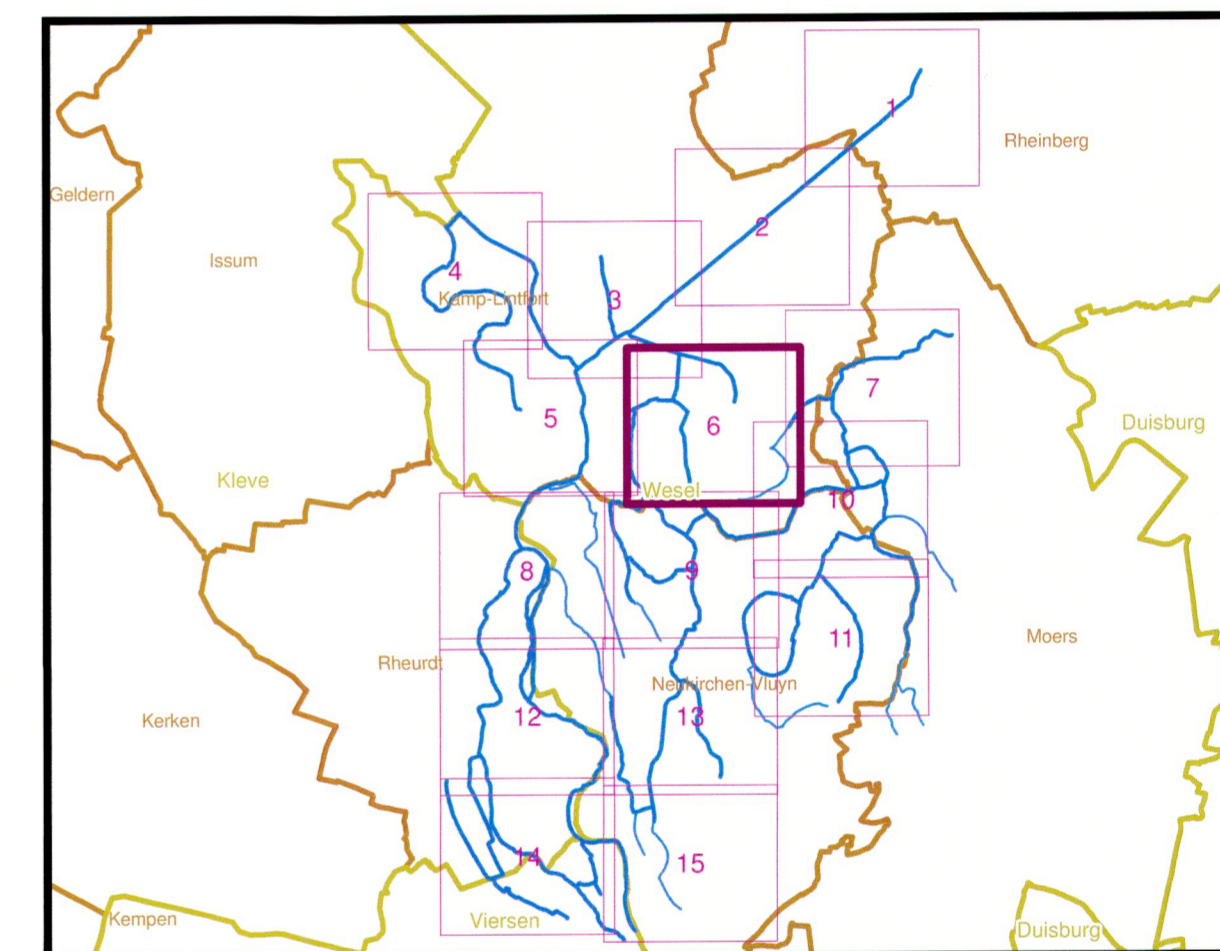 1
Rheinberg
Geldern
2
Issum
4
Kamp-Lintfort
3
7
5
6
Duisburg
Kleve
Wesel
10
8
9
11
Moers
Rheurdt
Neukirchen-Vluyn
Kerken
12
13
14
15
Kempen
Viersen
Duisburg